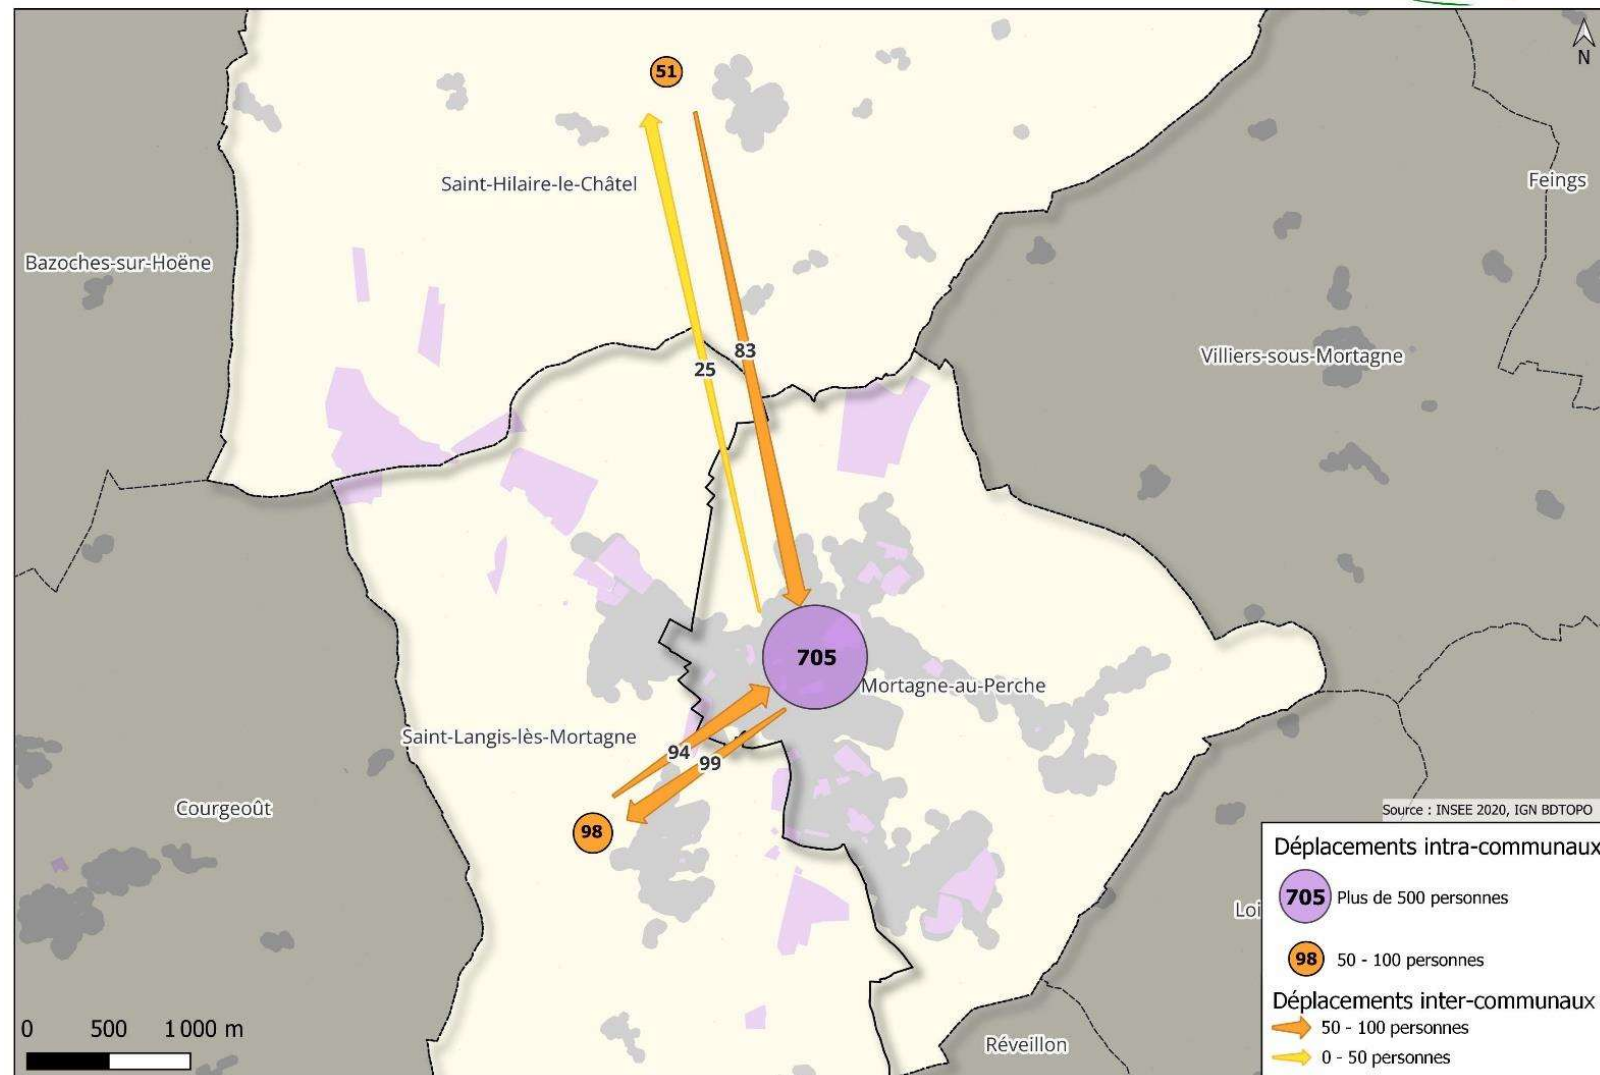 N
51
Saint-Hilaire-le-Châtel
Feings
Bazoches-sur-Hoëne
83
25
Villiers-sous-Mortagne
705
Mortagne-au-Perche
Saint-Langis-lès-Mortagne
94
99
98
Courgeoût
Source : INSEE 2020, IGN BDTOPO
Déplacements intra-communaux
705 Plus de 500 personnes
98 50 - 100 personnes
Déplacements inter-communaux
50 - 100 personnes
0 - 50 personnes
Loi
Réveillon
0 500 1 000 m